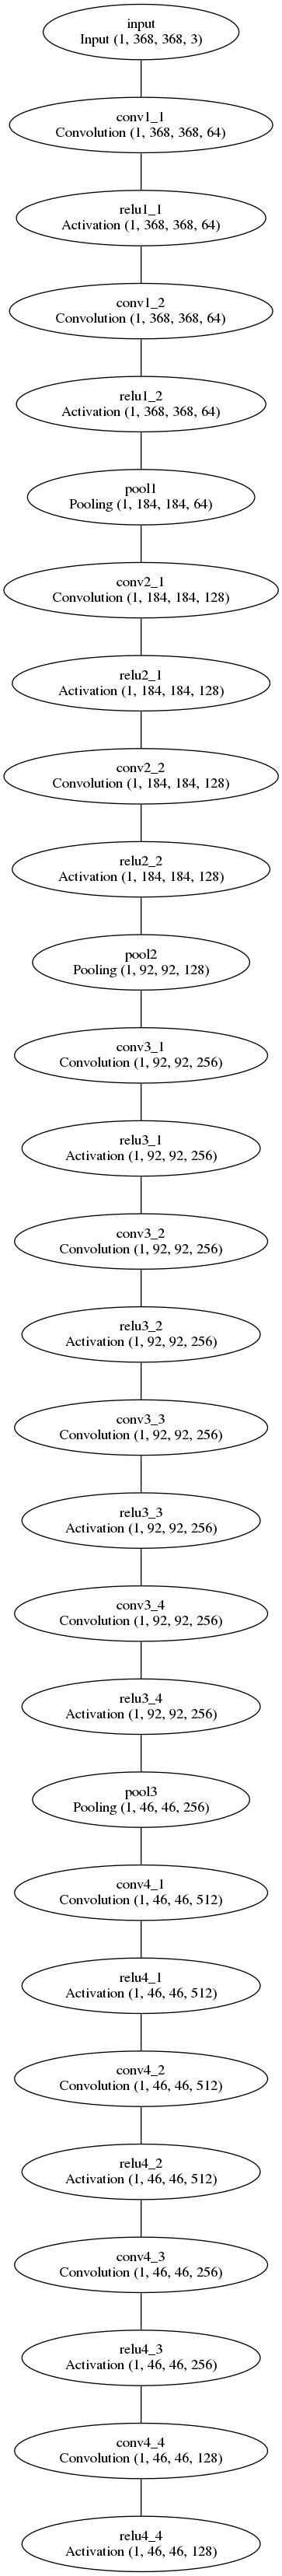 input
Input (1, 368, 368, 3)
conv1_1
Convolution (1, 368, 368, 64)
relu1_1
Activation (1, 368, 368, 64)
conv1_2
Convolution (1, 368, 368, 64)
relu1_2
Activation (1, 368, 368, 64)
pool1
Pooling (1, 184, 184, 64)
conv2_1
Convolution (1, 184, 184, 128)
relu2_1
Activation (1, 184, 184, 128)
conv2_2
Convolution (1, 184, 184, 128)
relu2_2
Activation (1, 184, 184, 128)
pool2
Pooling (1, 92, 92, 128)
conv3_1
Convolution (1, 92, 92, 256)
relu3_1
Activation (1, 92, 92, 256)
conv3_2
Convolution (1, 92, 92, 256)
relu3_2
Activation (1, 92, 92, 256)
conv3_3
Convolution (1, 92, 92, 256)
relu3_3
Activation (1, 92, 92, 256)
conv3_4
Convolution (1, 92, 92, 256)
relu3_4
Activation (1, 92, 92, 256)
pool3
Pooling (1, 46, 46, 256)
conv4_1
Convolution (1, 46, 46, 512)
relu4_1
Activation (1, 46, 46, 512)
conv4_2
Convolution (1, 46, 46, 512)
relu4_2
Activation (1, 46, 46, 512)
conv4_3
Convolution (1, 46, 46, 256)
relu4_3
Activation (1, 46, 46, 256)
conv4_4
Convolution (1, 46, 46, 128)
relu4_4
Activation (1, 46, 46, 128)